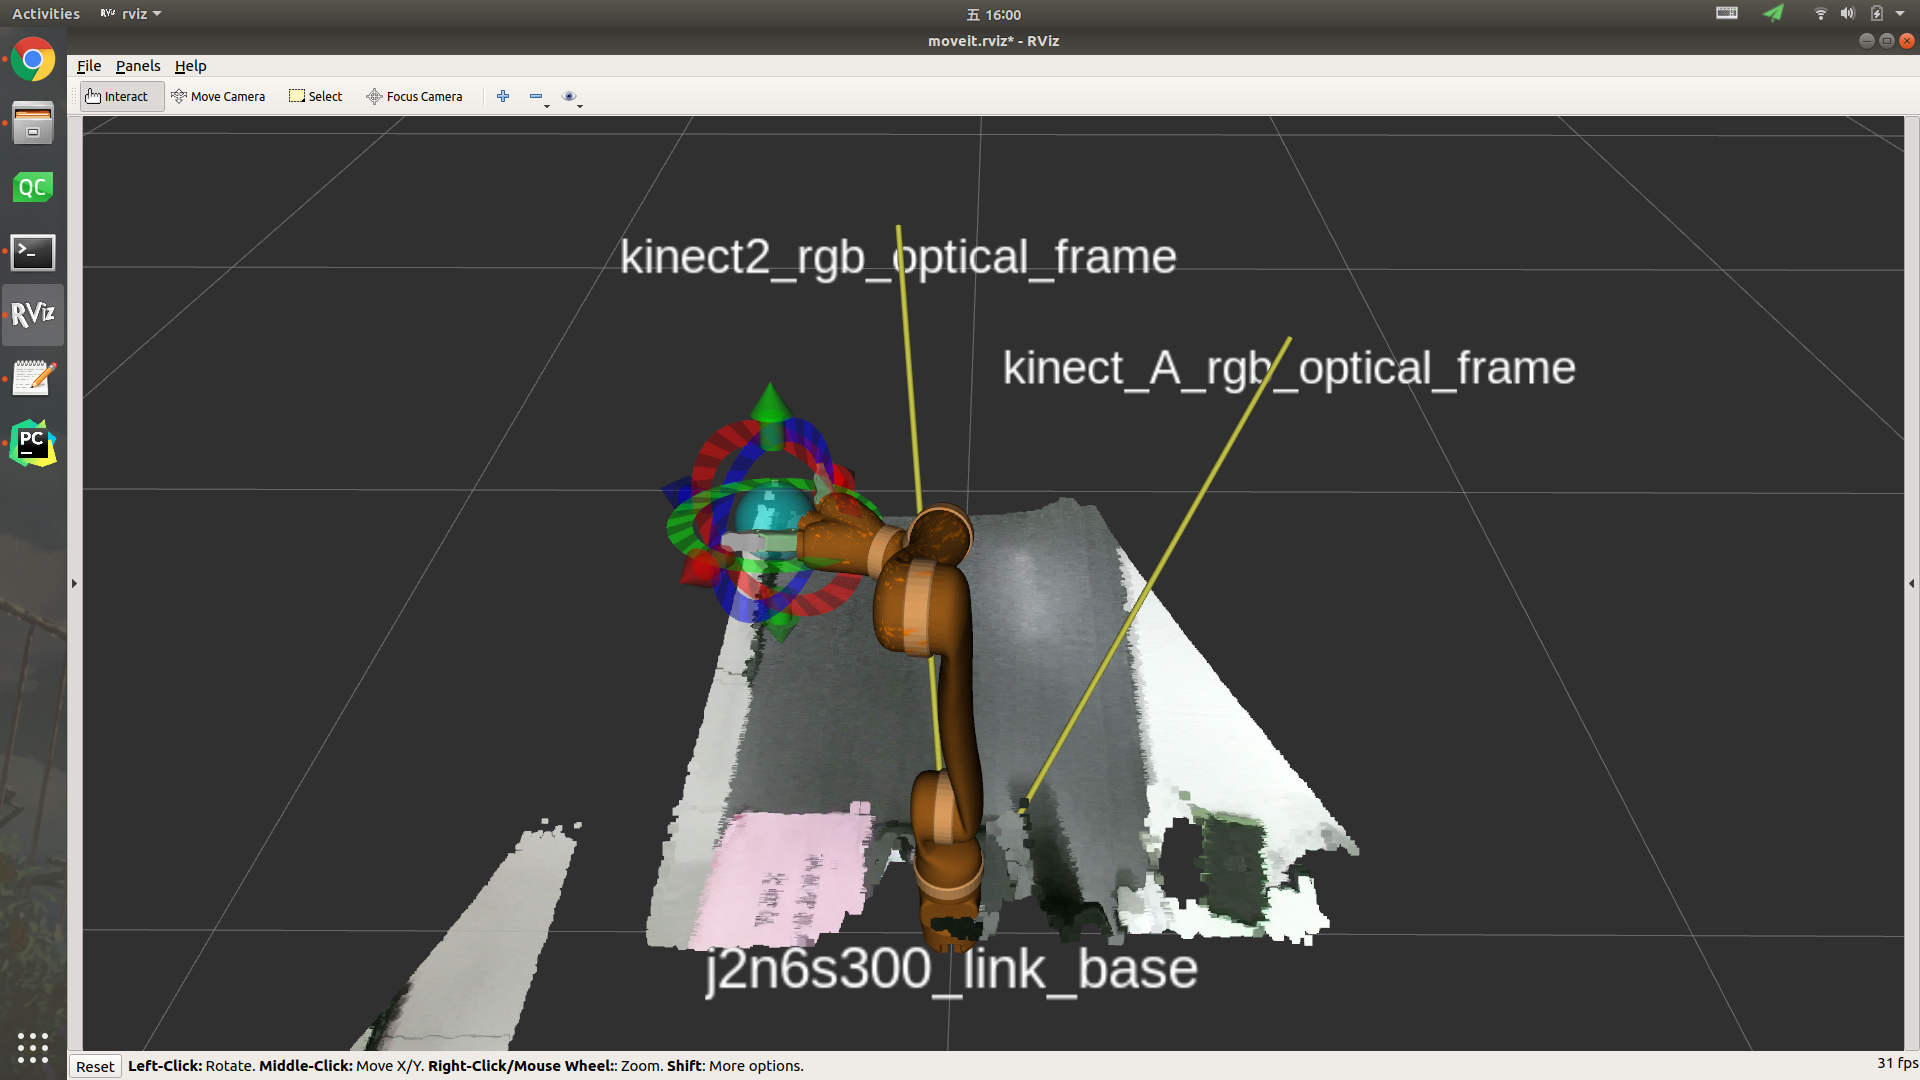 Activities
RViz
rviz
五 16:00
moveit.rviz* - RViz
File Panels Help
Interact
Move Camera
Select
Focus Camera
QC
>_
RViz
PC
kinect2_rgb_optical_frame
kinect_A_rgb_optical_frame
j2n6s300_link_base
Reset
Left-Click: Rotate. Middle-Click: Move X/Y. Right-Click/Mouse Wheel:: Zoom. Shift: More options.
31 fps